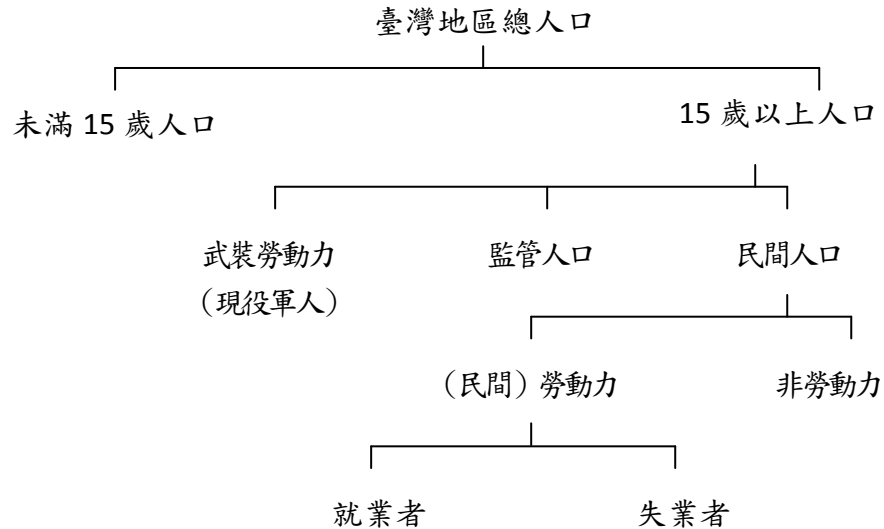 臺灣地區總人口
未滿 15 歲人口
15 歲以上人口
武裝勞動力
（現役軍人）
監管人口
民間人口
（民間）勞動力
非勞動力
就業者
失業者